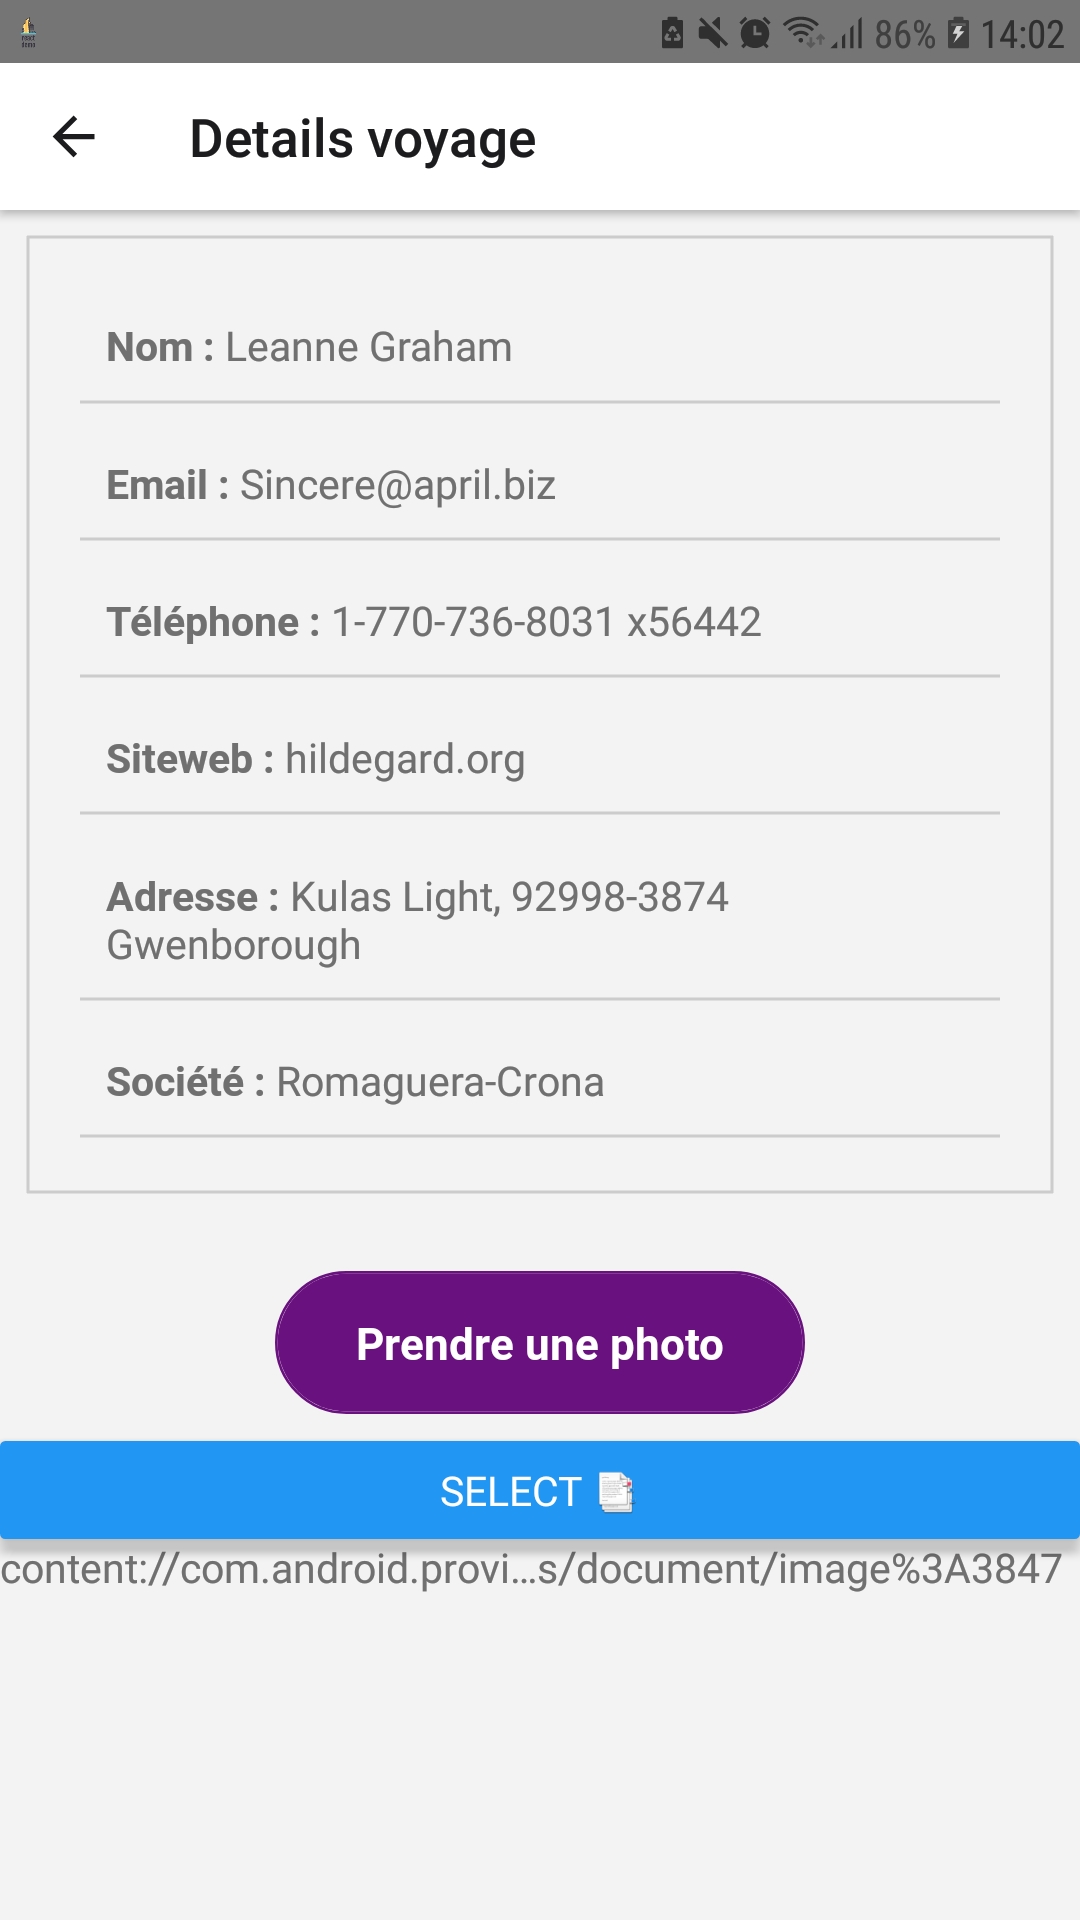 86% 14:02
Details voyage
Nom : Leanne Graham
Email : Sincere@april.biz
Téléphone : 1-770-736-8031 x56442
Siteweb : hildegard.org
Adresse : Kulas Light, 92998-3874
Gwenborough
Société : Romaguera-Crona
Prendre une photo
SELECT
content://com.android.provi...s/document/image%3A3847